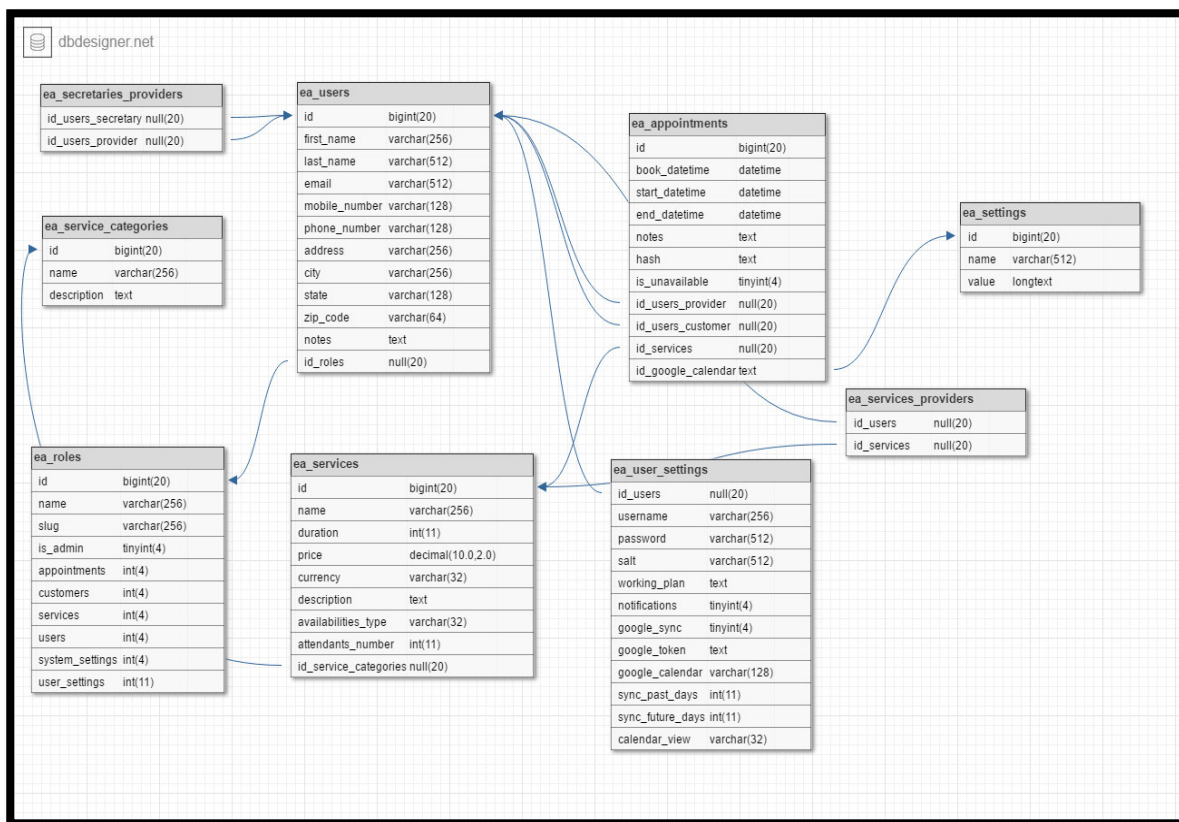 dbdesigner.net
ea_secretaries_providers
id_users_secretary null(20)
id_users_provider null(20)
ea_service_categories
id bigint(20)
name varchar(256)
description text
ea_users
id bigint(20)
first_name varchar(256)
last_name varchar(512)
email varchar(512)
mobile_number varchar(128)
phone_number varchar(128)
address varchar(256)
city varchar(256)
state varchar(128)
zip_code varchar(64)
notes text
id_roles null(20)
ea_appointments
id bigint(20)
book_datetime datetime
start_datetime datetime
end_datetime datetime
notes text
hash text
is_unavailable tinyint(4)
id_users_provider null(20)
id_users_customer null(20)
id_services null(20)
id_google_calendar text
ea_settings
id bigint(20)
name varchar(512)
value longtext
ea_services_providers
id_users null(20)
id_services null(20)
ea_roles
id bigint(20)
name varchar(256)
slug varchar(256)
is_admin tinyint(4)
appointments int(4)
customers int(4)
services int(4)
users int(4)
system_settings int(4)
user_settings int(11)
ea_services
id bigint(20)
name varchar(256)
duration int(11)
price decimal(10.0,2.0)
currency varchar(32)
description text
availabilities_type varchar(32)
attendants_number int(11)
id_service_categories null(20)
ea_user_settings
id_users null(20)
username varchar(256)
password varchar(512)
salt varchar(512)
working_plan text
notifications tinyint(4)
google_sync tinyint(4)
google_token text
google_calendar varchar(128)
sync_past_days int(11)
sync_future_days int(11)
calendar_view varchar(32)